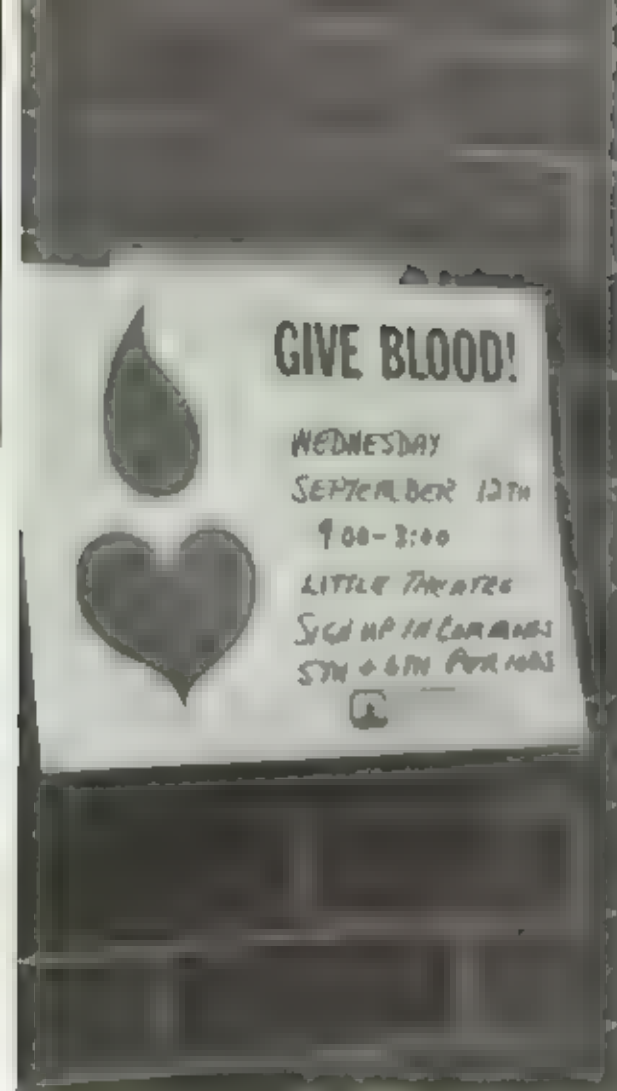 GIVE BLOOD!
WEDNESDAY
SEPTEMBER 12TH
9 00-3:00
LITTLE THEATRE
SIGN UP IN COMMONS
5TH + 6TH PERIODS